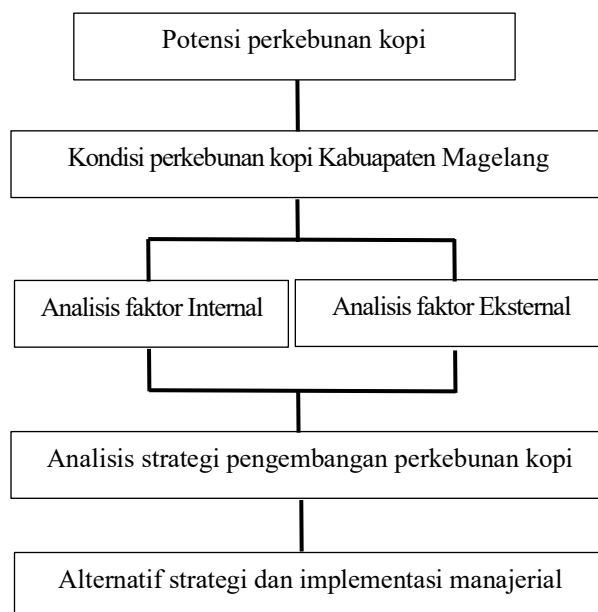 Potensi perkebunan kopi
Kondisi perkebunan kopi Kabuapaten Magelang
Analisis faktor Internal
Analisis faktor Eksternal
Analisis strategi pengembangan perkebunan kopi
Alternatif strategi dan implementasi manajerial